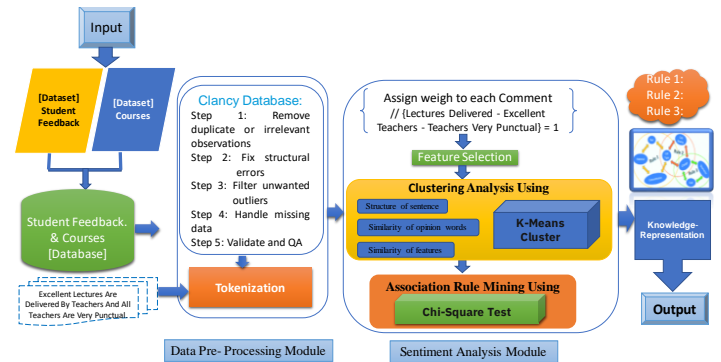 Input
[Dataset]
Student
Feedback
[Dataset]
Courses
Student Feedback.
& Courses
[Database]
Excellent Lectures Are
Delivered By Teachers and All
Teachers Are Very Punctual.
Clancy Database:
Step 1: Remove
duplicate or irrelevant
observations
Step 2: Fix structural
errors
Step 3: Filter unwanted
outliers
Step 4: Handle missing
data
Step 5: Validate and QA
Tokenization
Data Pre- Processing Module
Assign weigh to each Comment
// {Lectures Delivered - Excellent
Teachers - Teachers Very Punctual} = 1
Feature Selection
Clustering Analysis Using
Structure of sentence
Similarity of opinion words
Similarity of features
K-Means
Cluster
Association Rule Mining Using
Chi-Square Test
Sentiment Analysis Module
Rule 1:
Rule 2:
Rule 3:
Knowledge-
Representation
Output